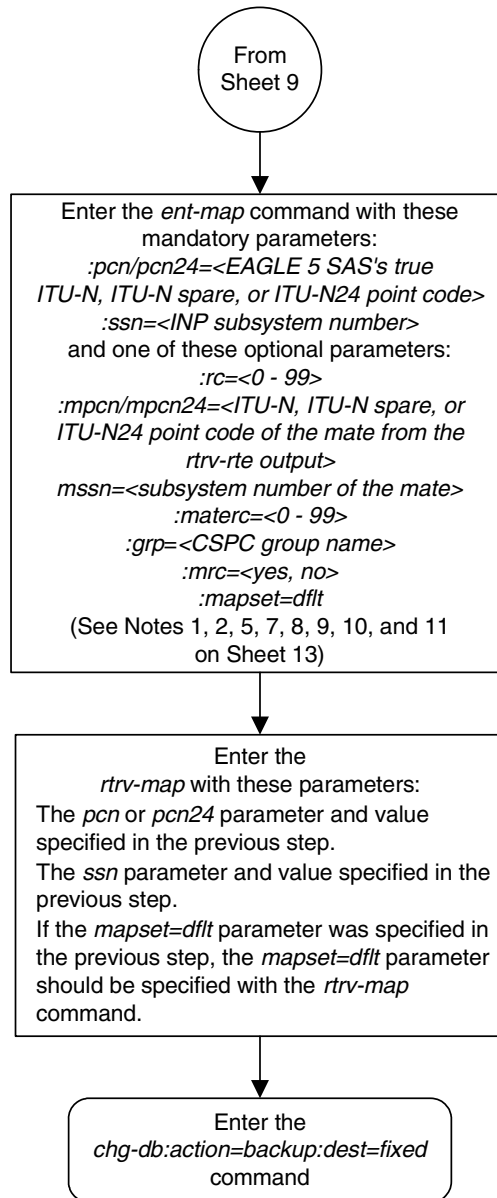 From
Sheet 9
Enter the ent-map command with these
mandatory parameters:
:pcn/pcn24=<EAGLE 5 SAS's true
ITU-N, ITU-N spare, or ITU-N24 point code>
:ssn=<INP subsystem number>
and one of these optional parameters:
:rc=<0 - 99>
:mpcn/mpcn24=<ITU-N, ITU-N spare, or
ITU-N24 point code of the mate from the
rtrv-rte output>
mssn=<subsystem number of the mate>
:materc=<0 - 99>
:grp=<CSPC group name>
:mrc=<yes, no>
:mapset=dflt
(See Notes 1, 2, 5, 7, 8, 9, 10, and 11
on Sheet 13)
Enter the
rtrv-map with these parameters:
The pcn or pcn24 parameter and value
specified in the previous step.
The ssn parameter and value specified in the
previous step.
If the mapset=dflt parameter was specified in
the previous step, the mapset=dflt parameter
should be specified with the rtrv-map
command.
Enter the
chg-db:action=backup:dest=fixed
command